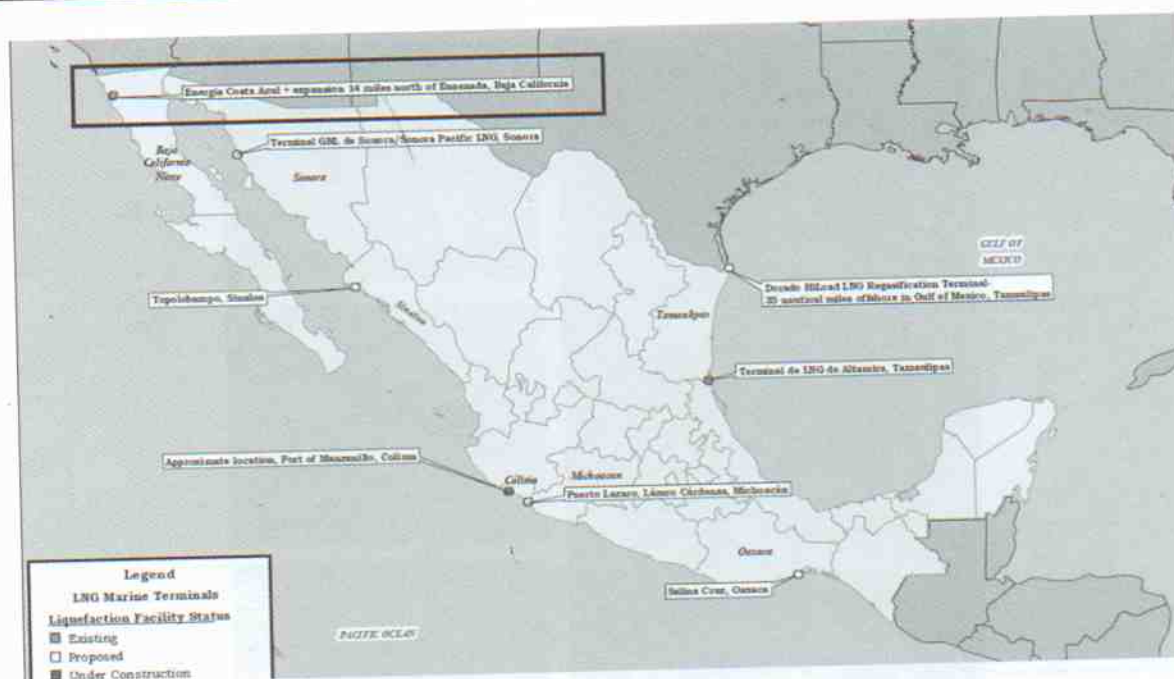 Energía Costa Azul + expansion 14 miles north of Ensenada, Baja California
Terminal GNL de Sonora/Sonora Pacific LNG, Sonora
Baja
California
Norte
Sonora
GULF OF
MEXICO
Dorado HiLoad LNG Regasification Terminal-
35 nautical miles offshore in Gulf of Mexico, Tamaulipas
Topolobampo, Sinaloa
Sinaloa
Tamaulipas
Terminal de LNG de Altamira, Tamaulipas
Approximate location, Port of Manzanillo, Colima
Colima
Michoacan
Puerto Lazaro, Lázaro Cárdenas, Michoacán
Oaxaca
Salina Cruz, Oaxaca
PACIFIC OCEAN
Legend
LNG Marine Terminals
Liquefaction Facility Status
Existing
Proposed
Under Construction